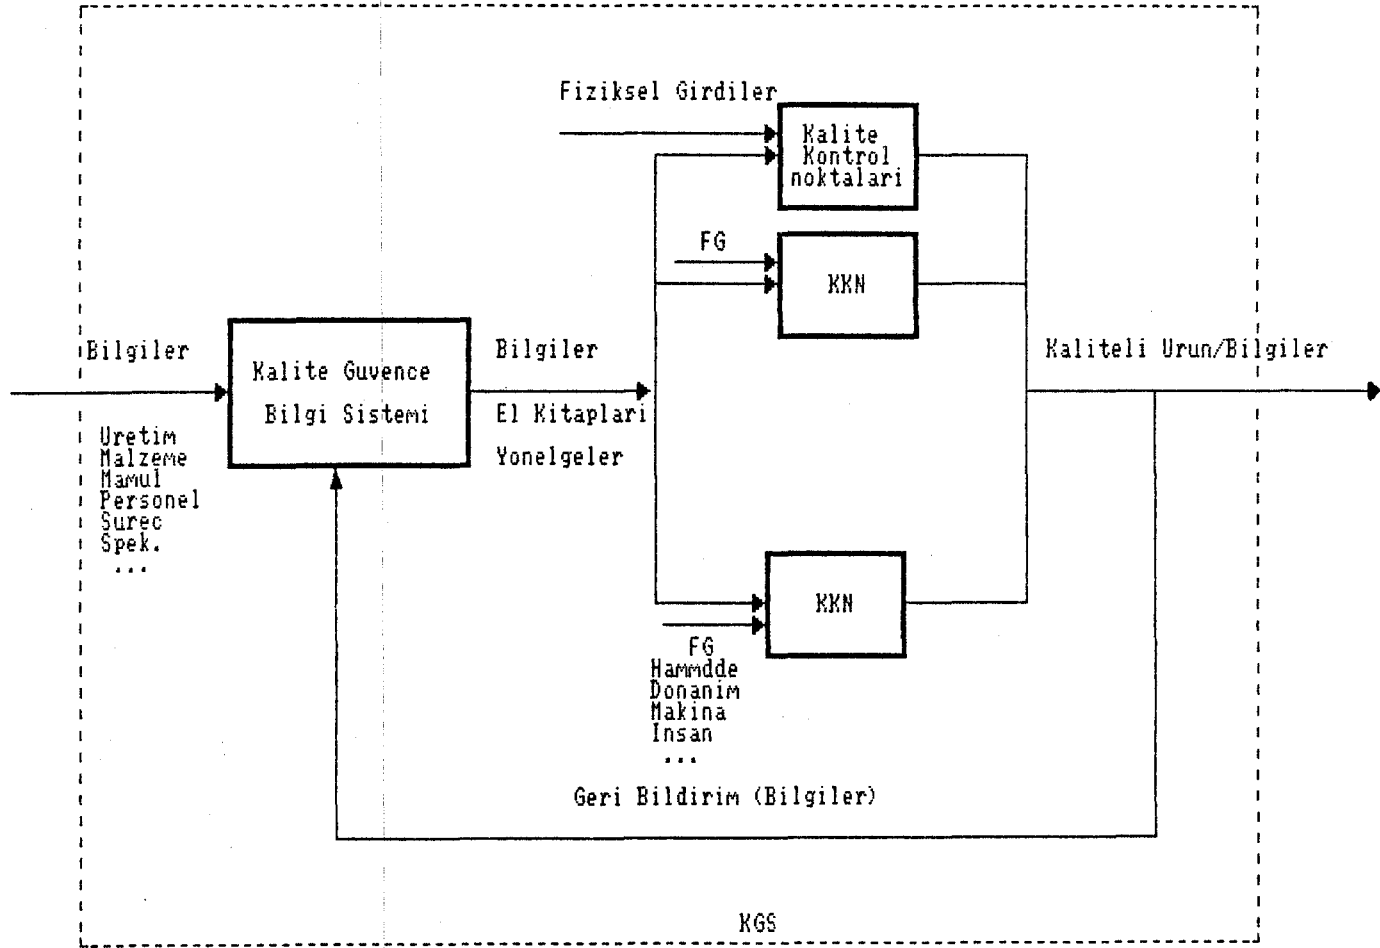 Fiziksel Girdiler
Kalite
Kontrol
noktalari
FG
KKN
Bilgiler
Kalite Guvence
Bilgi Sistemi
Bilgiler
El Kitaplari
Yonelgeler
Kaliteli Urun/Bilgiler
Uretim
Malzeme
Mamul
Personel
Surec
Spek.
...
KKN
FG
Hammdde
Donanim
Makina
Insan
...
Geri Bildirim (Bilgiler)
KGS